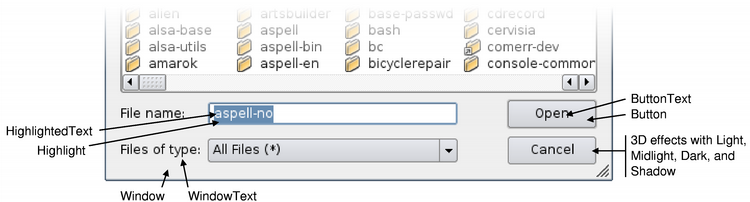 alien artsbuilder base-passwd cdrecord
alsa-base aspell bash cervisia
alsa-utils aspell-bin bc comerr-dev
amarok aspell-en bicyclerepair console-common
File name: aspell-no Open
ButtonText
Button
HighlightedText
Highlight
Files of type: All Files (*) Cancel
3D effects with Light,
Midlight, Dark, and
Shadow
Window WindowText